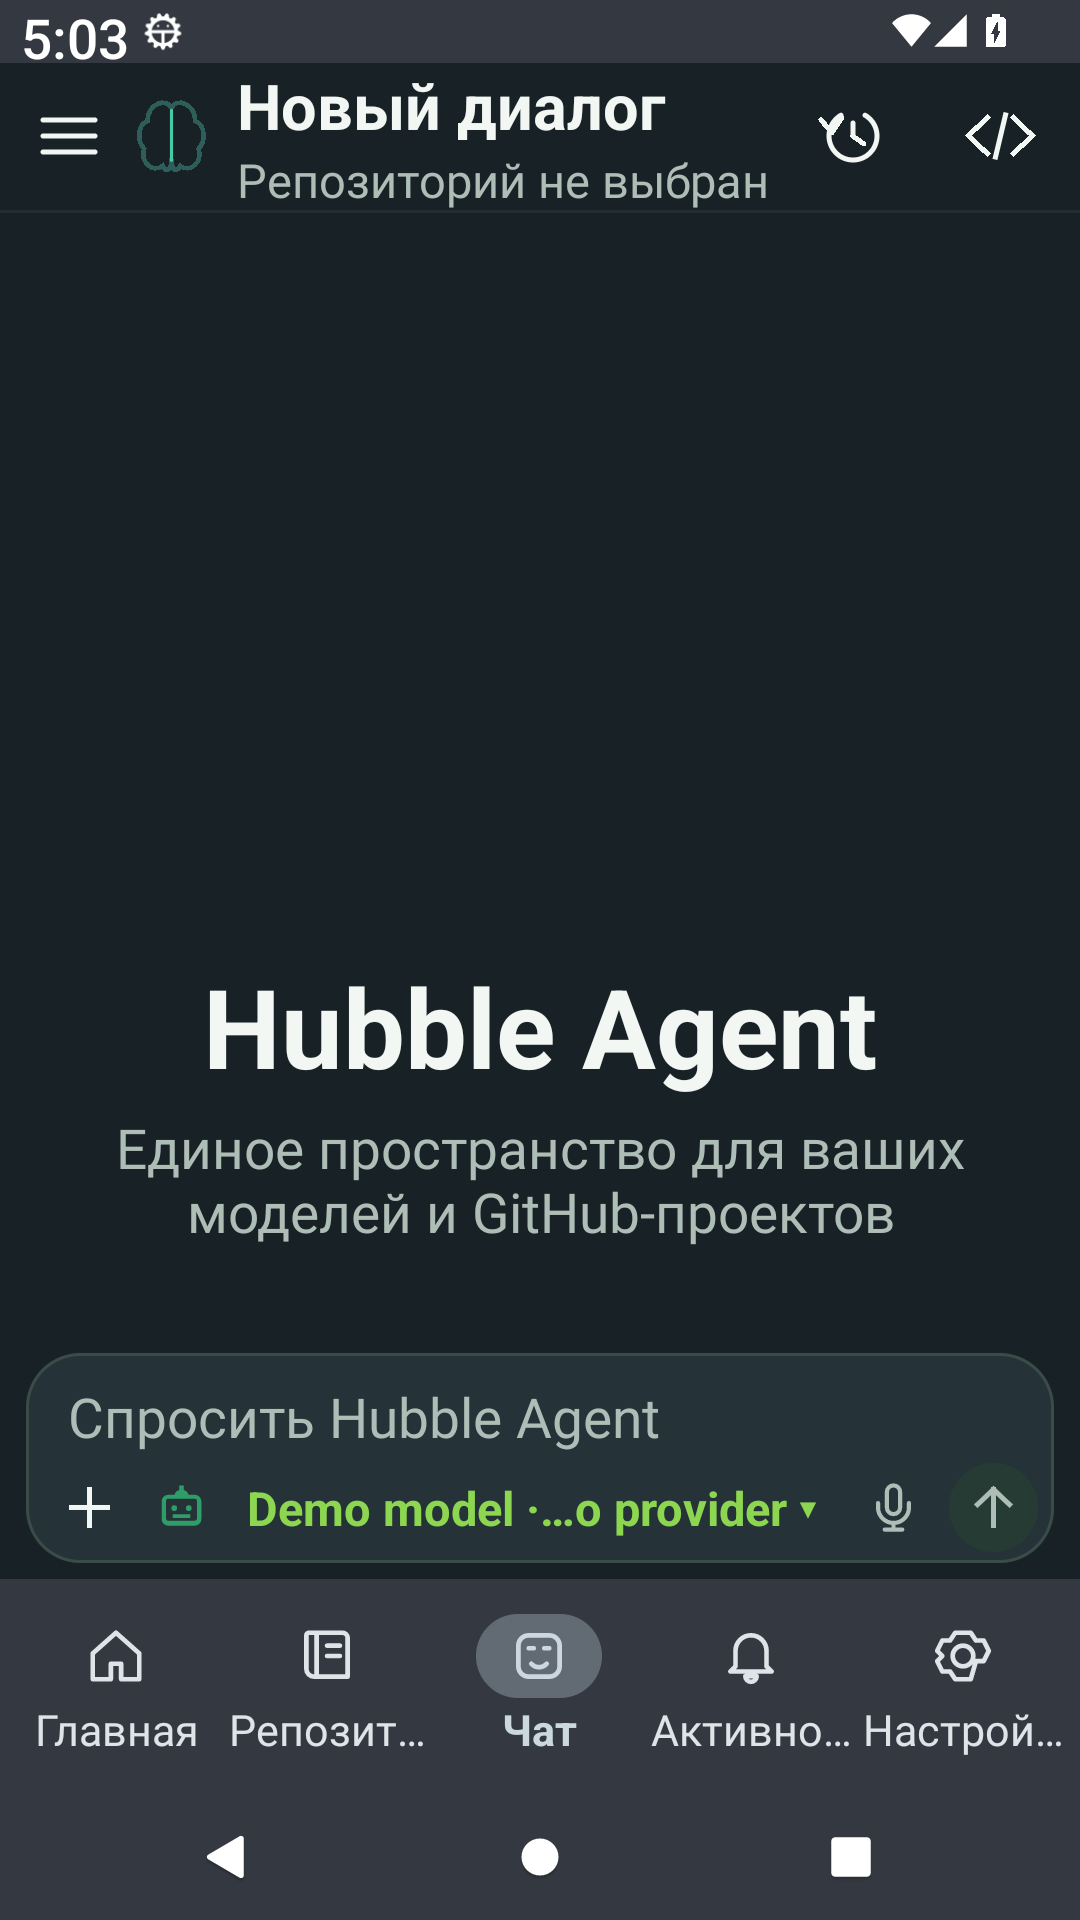 5:03
Новый диалог
Репозиторий не выбран
Hubble Agent
Единое пространство для ваших
моделей и GitHub-проектов
Спросить Hubble Agent
Demo model ·…o provider ▾
Главная
Репозит…
Чат
Активно…
Настрой…